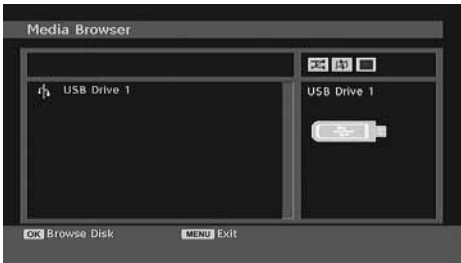 Media Browser
USB Drive 1
USB Drive 1
OK Browse Disk
MENU Exit